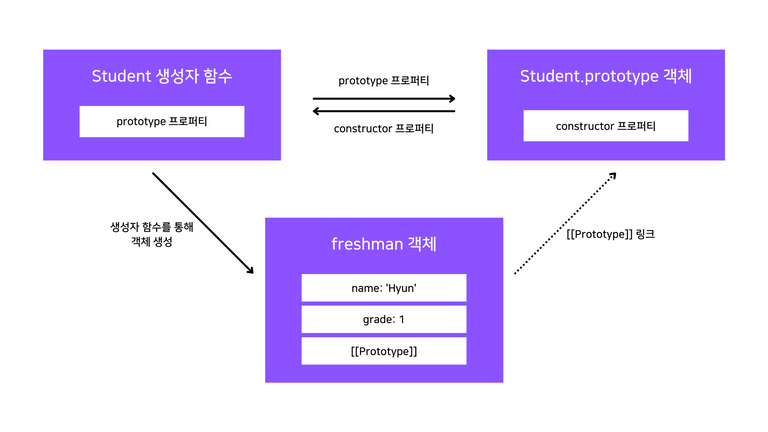 Student 생성자 함수
prototype 프로퍼티
prototype 프로퍼티
constructor 프로퍼티
Student.prototype 객체
constructor 프로퍼티
생성자 함수를 통해
객체 생성
freshman 객체
name: 'Hyun'
grade: 1
[[Prototype]]
[[Prototype]] 링크